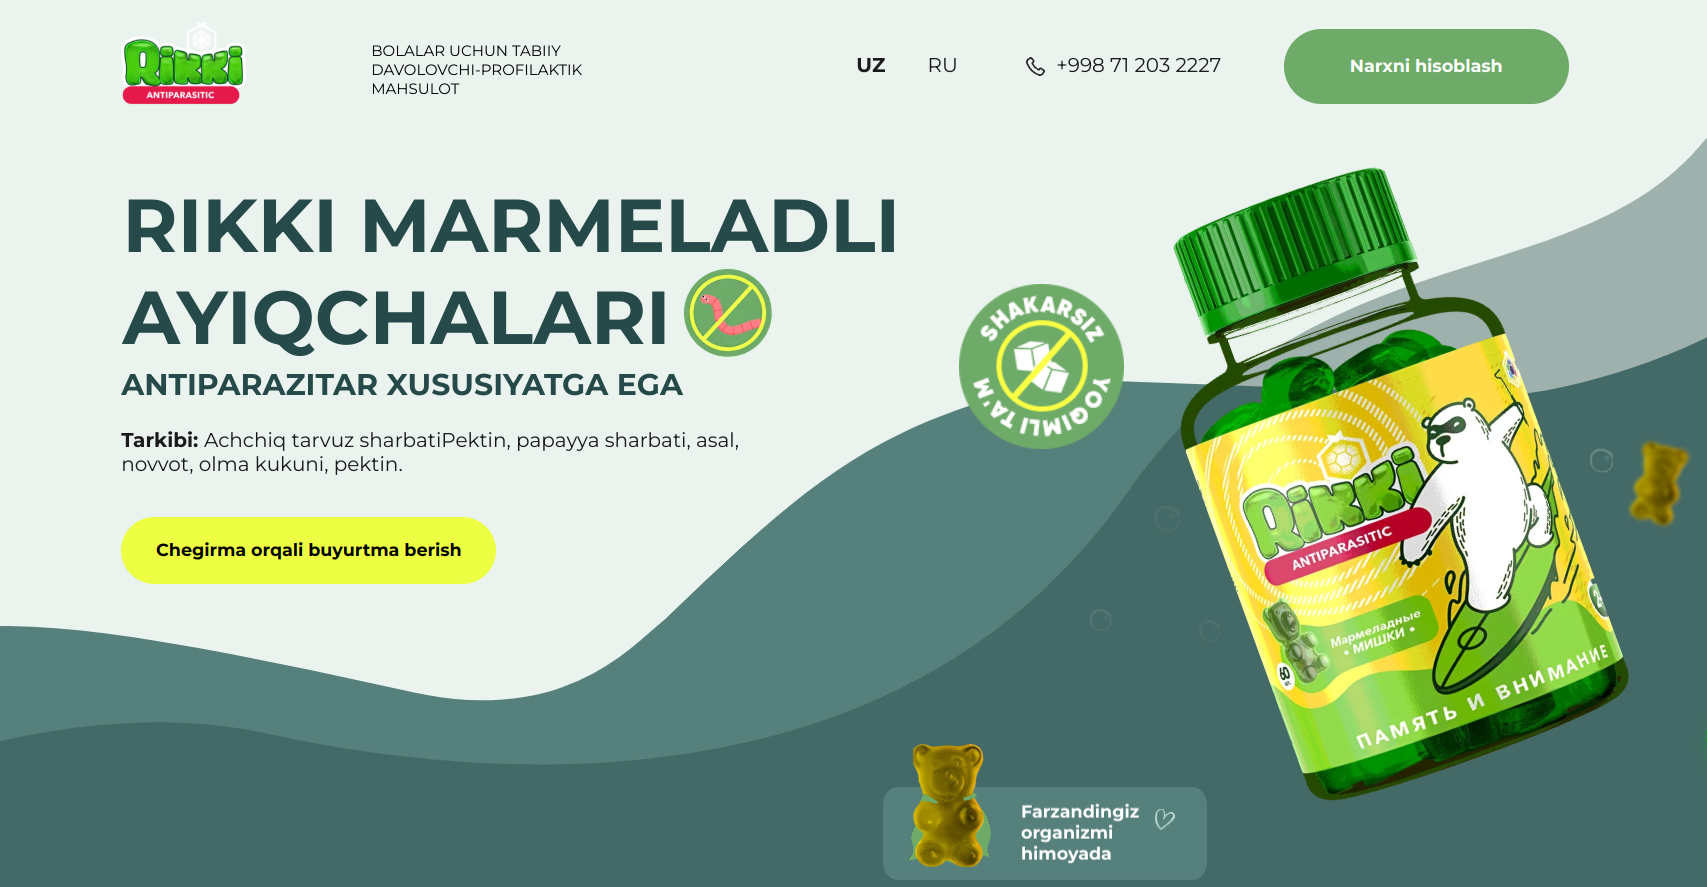 Rikki
ANTIPARASITIC
BOLALAR UCHUN TABIIY
DAVOLOVCHI-PROFILAKTIK
MAHSULOT
UZ
RU
+998 71 203 2227
Narxni hisoblash
RIKKI MARMELADLI
AYIQCHALARI
ANTIPARAZITAR XUSUSIYATGA EGA
Tarkibi: Achchiq tarvuz sharbatiPektin, papayya sharbati, asal,
novvot, olma kukuni, pektin.
Chegirma orqali buyurtma berish
SHAKARSIZ
YOQIMLI TA'M
Rikki
ANTIPARASITIC
Мармеладные
• МИШКИ •
60
ПАМЯТЬ И ВНИМАНИЕ
Farzandingiz
organizmi
himoyada